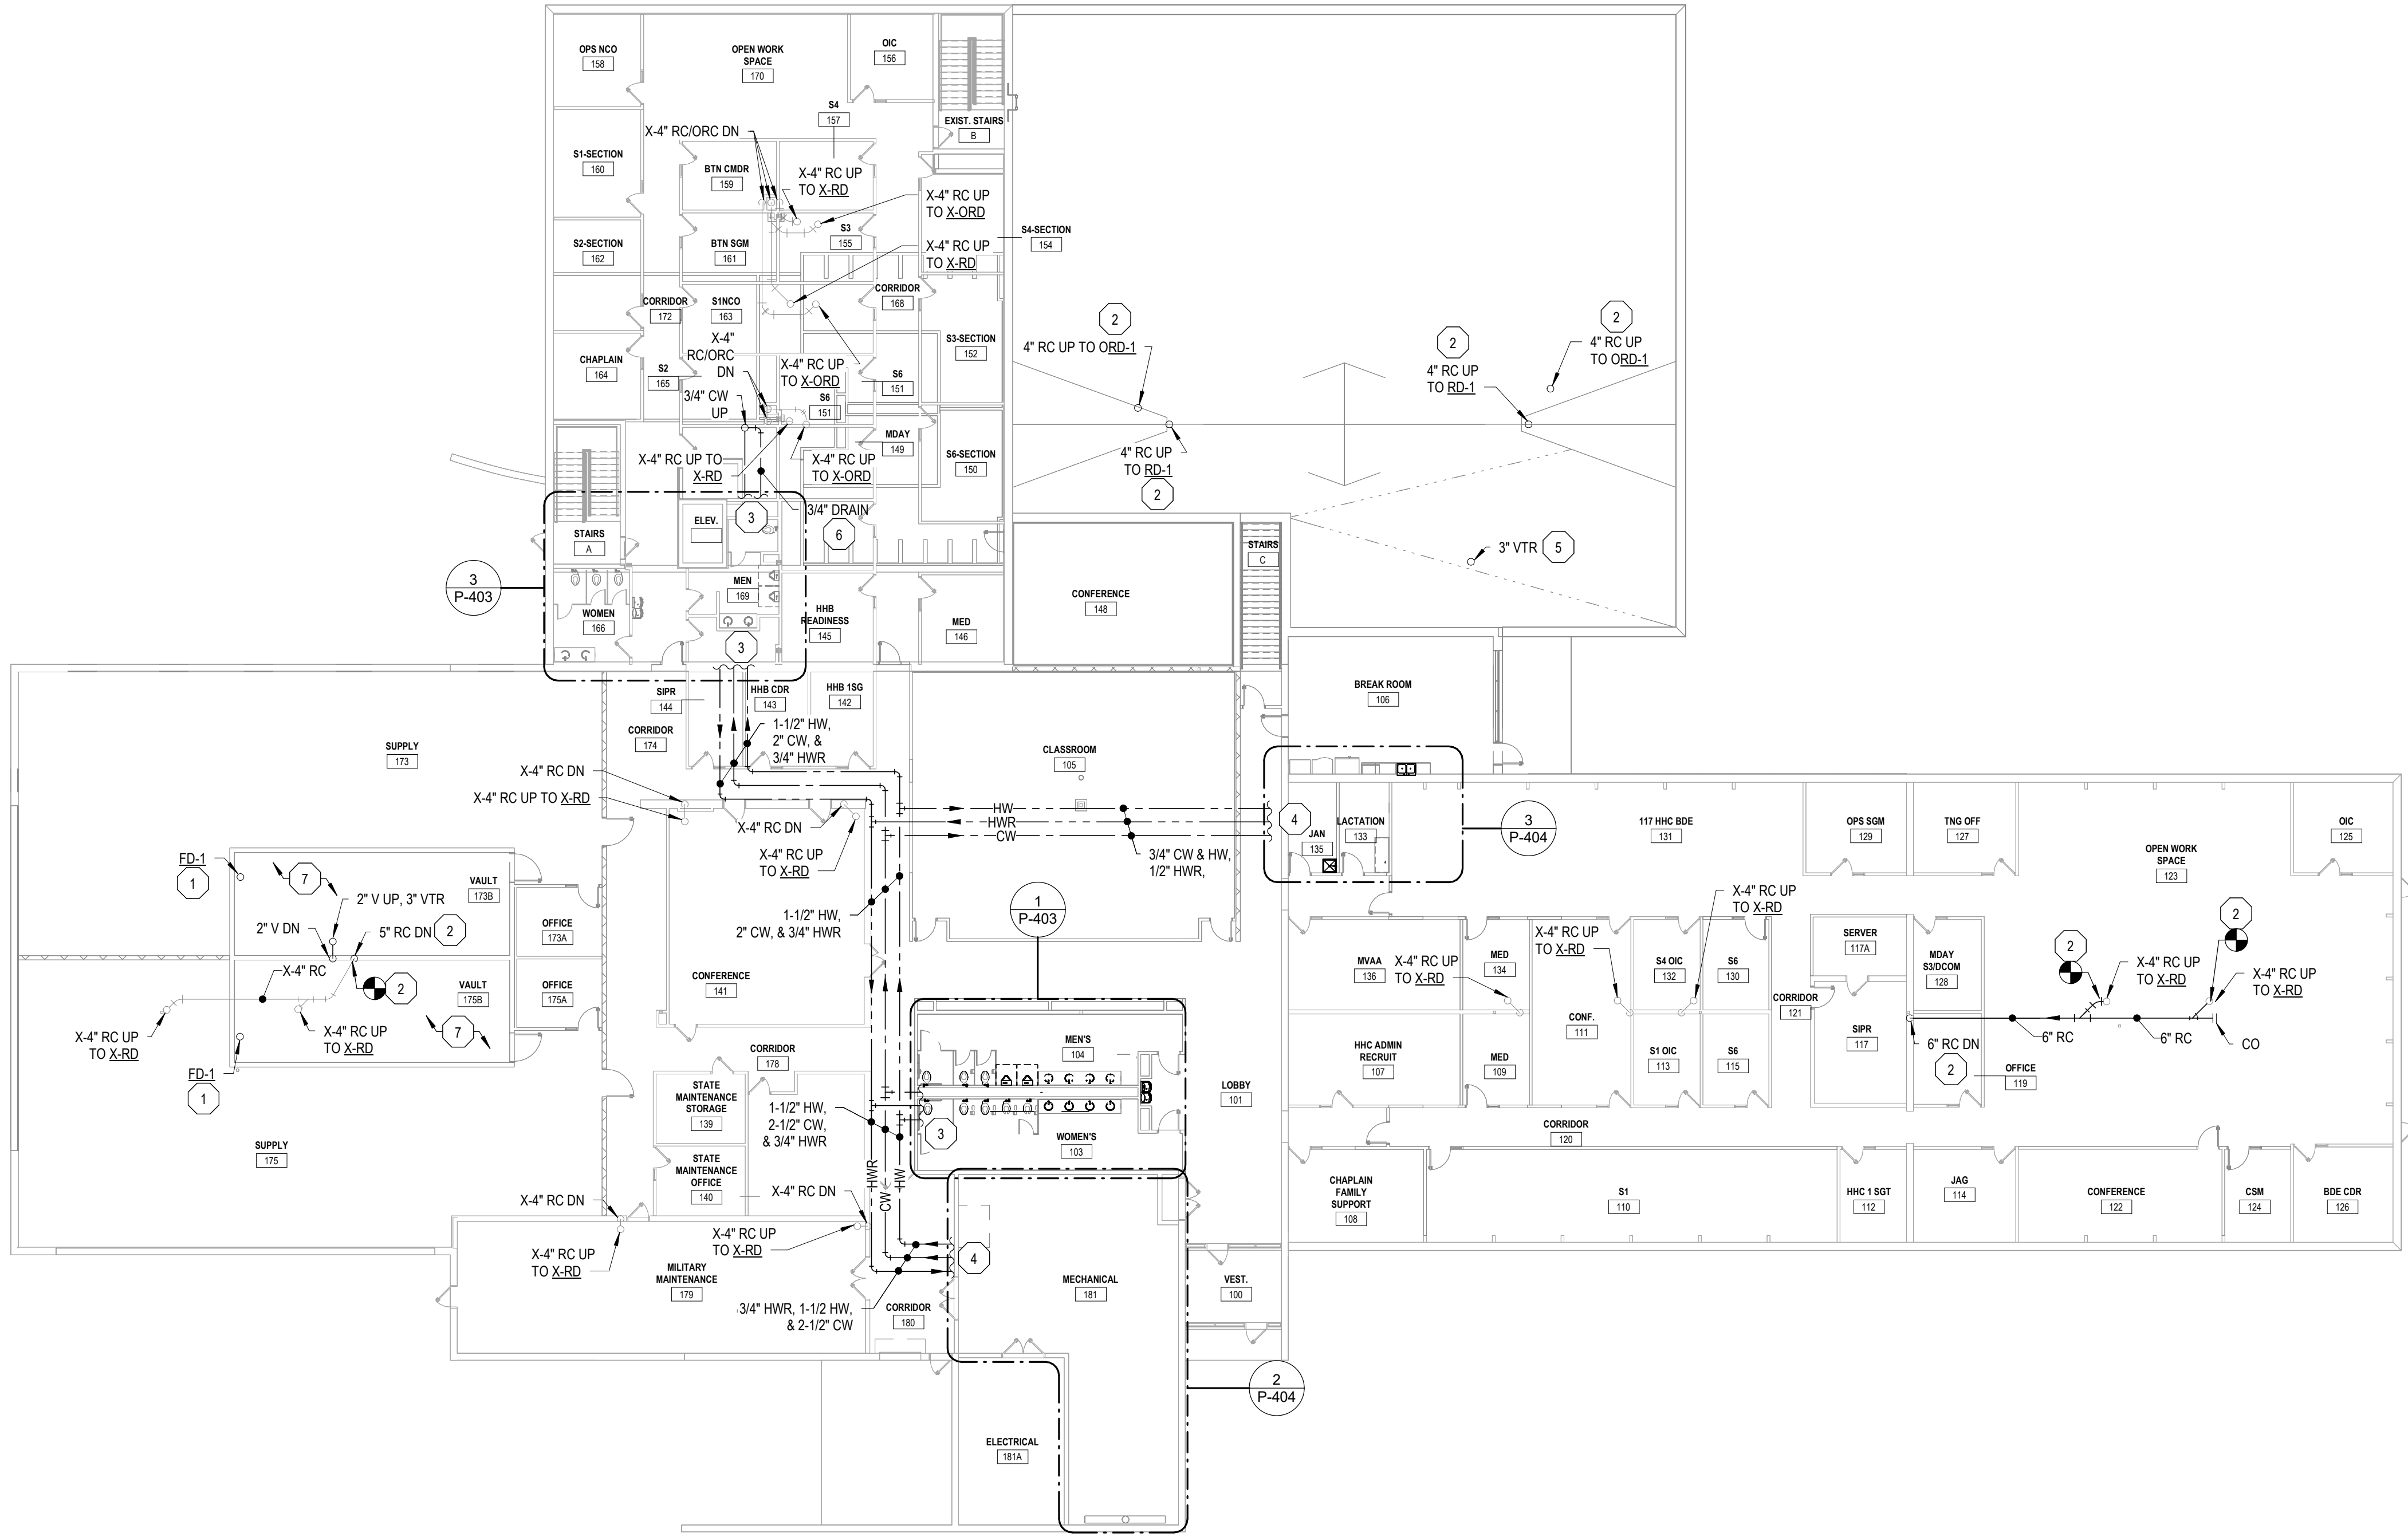 OPS NCO
158
OPEN WORK
SPACE
170
OIC
156
S4
157
EXIST. STAIRS
B
X-4" RC/ORC DN
S1-SECTION
160
BTN CMDR
159
X-4" RC UP
TO X-RD
X-4" RC UP
TO X-ORD
S2-SECTION
162
BTN SGM
161
S3
155
S4-SECTION
154
X-4" RC UP
TO X-RD
CORRIDOR
172
S1NCO
163
CORRIDOR
168
X-4"
RC/ORC
DN
S3-SECTION
152
CHAPLAIN
164
S2
165
X-4" RC UP
TO X-ORD
S6
151
3/4" CW
UP
S6
151
MDAY
149
S6-SECTION
150
X-4" RC UP TO
X-RD
X-4" RC UP
TO X-ORD
2
4" RC UP TO ORD-1
2
4" RC UP
TO RD-1
2
4" RC UP
TO ORD-1
4" RC UP
TO RD-1
2
ELEV.
3
3/4" DRAIN
6
STAIRS
A
STAIRS
C
3" VTR
5
3
P-403
MEN
169
WOMEN
166
HHB
READINESS
145
MED
146
CONFERENCE
148
3
SIPR
144
HHB CDR
143
HHB 1SG
142
BREAK ROOM
106
1-1/2" HW,
2" CW, &
3/4" HWR
CORRIDOR
174
SUPPLY
173
CLASSROOM
105
X-4" RC DN
X-4" RC UP TO X-RD
X-4" RC DN
X-4" RC UP
TO X-RD
HW
HWR
CW
4
JAN
135
LACTATION
133
3
P-404
3/4" CW & HW,
1/2" HWR,
117 HHC BDE
131
OPS SGM
129
TNG OFF
127
OPEN WORK
SPACE
123
OIC
125
FD-1
1
7
VAULT
173B
2" V UP, 3" VTR
2" V DN
5" RC DN
2
OFFICE
173A
1
P-403
1-1/2" HW,
2" CW, & 3/4" HWR
X-4" RC UP
TO X-RD
X-4" RC
2
VAULT
175B
OFFICE
175A
CONFERENCE
141
X-4" RC UP
TO X-RD
X-4" RC UP
TO X-RD
7
FD-1
1
MVAA
136
X-4" RC UP
TO X-RD
MED
134
X-4" RC UP
TO X-RD
S4 OIC
132
S6
130
SERVER
117A
MDAY
S3/DCOM
128
2
2
X-4" RC UP
TO X-RD
X-4" RC UP
TO X-RD
CORRIDOR
121
CONF.
111
SIPR
117
6" RC DN
2
6" RC
6" RC
CO
OFFICE
119
HHC ADMIN
RECRUIT
107
MED
109
S1 OIC
113
S6
115
MEN'S
104
CORRIDOR
178
LOBBY
101
STATE
MAINTENANCE
STORAGE
139
1-1/2" HW,
2-1/2" CW,
& 3/4" HWR
3
WOMEN'S
103
CORRIDOR
120
SUPPLY
175
STATE
MAINTENANCE
OFFICE
140
HWR
CW
HW
X-4" RC DN
X-4" RC DN
X-4" RC UP
TO X-RD
X-4" RC UP
TO X-RD
CHAPLAIN
FAMILY
SUPPORT
108
S1
110
HHC 1 SGT
112
JAG
114
CONFERENCE
122
CSM
124
BDE CDR
126
4
MILITARY
MAINTENANCE
179
MECHANICAL
181
VEST.
100
3/4" HWR, 1-1/2 HW,
& 2-1/2" CW
CORRIDOR
180
2
P-404
ELECTRICAL
181A